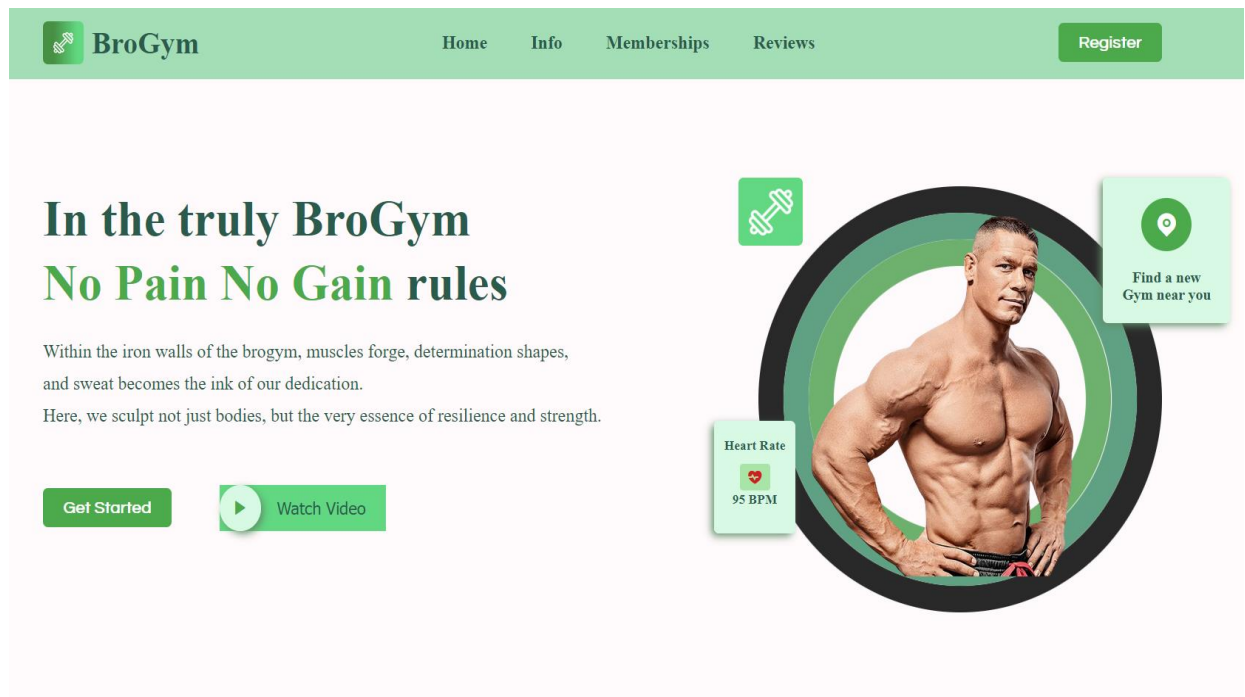 BroGym
Home
Info
Memberships
Reviews
Register
In the truly BroGym
No Pain No Gain rules
Within the iron walls of the brogym, muscles forge, determination shapes,
and sweat becomes the ink of our dedication.
Here, we sculpt not just bodies, but the very essence of resilience and strength.
Get Started
Watch Video
Find a new
Gym near you
Heart Rate
95 BPM